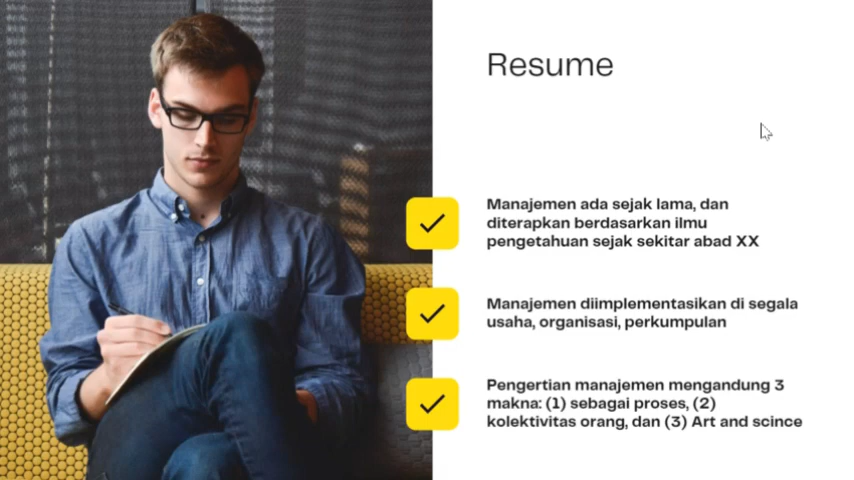 Resume
Manajemen ada sejak lama, dan
diterapkan berdasarkan ilmu
pengetahuan sejak sekitar abad XX
Manajemen diimplementasikan di segala
usaha, organisasi, perkumpulan
Pengertian manajemen mengandung 3
makna: (1) sebagai proses, (2)
kolektivitas orang, dan (3) Art and scince